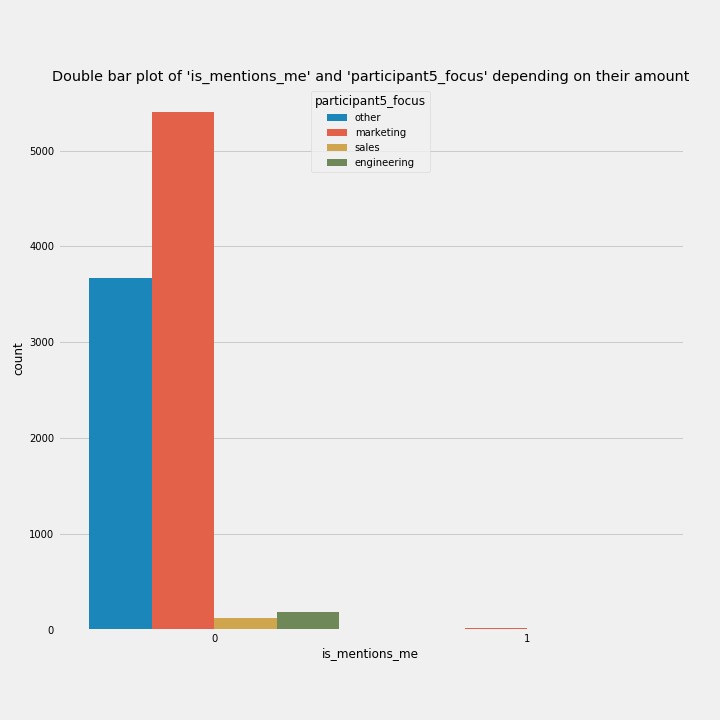 Double bar plot of 'is_mentions_me' and 'participant5_focus' depending on their amount
participant5_focus
other
marketing
sales
engineering
5000
4000
3000
2000
1000
0
count
0 1
is_mentions_me